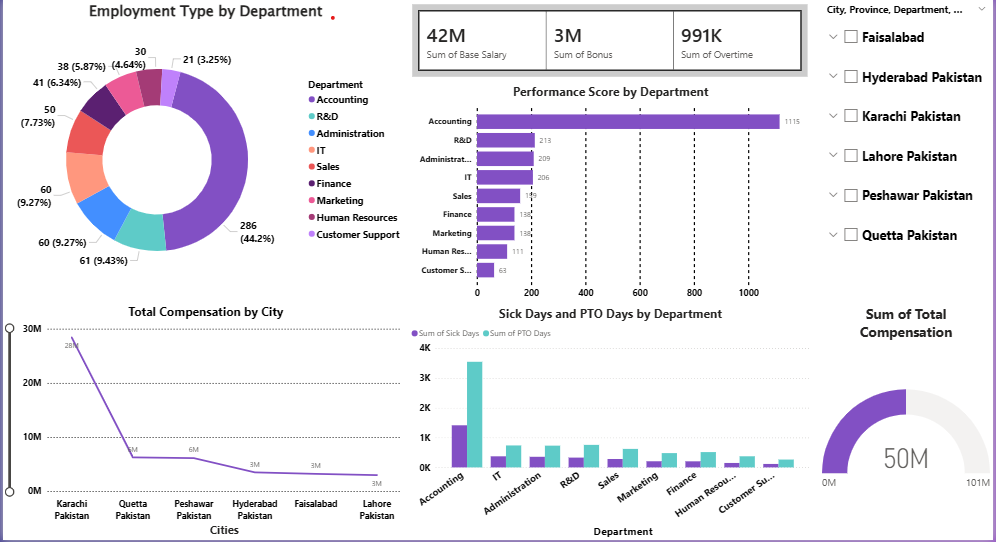 Employment Type by Department
30
(4.64%)
21 (3.25%)
38 (5.87%)
41 (6.34%)
50
(7.73%)
60
(9.27%)
60 (9.27%)
61 (9.43%)
286
(44.2%)
Department
Accounting
R&D
Administration
IT
Sales
Finance
Marketing
Human Resources
Customer Support
42M
Sum of Base Salary
3M
Sum of Bonus
991K
Sum of Overtime
Performance Score by Department
Accounting 1115
R&D 213
Administrat... 209
IT 206
Sales 159
Finance 138
Marketing 138
Human Res... 111
Customer S... 63
0 200 400 600 800 1000
City, Province, Department, ...
Faisalabad
Hyderabad Pakistan
Karachi Pakistan
Lahore Pakistan
Peshawar Pakistan
Quetta Pakistan
Total Compensation by City
30M
20M
10M
0M
28M
6M
6M
3M
3M
3M
Karachi
Pakistan
Quetta
Pakistan
Peshawar
Pakistan
Hyderabad
Pakistan
Faisalabad
Lahore
Pakistan
Cities
Sick Days and PTO Days by Department
Sum of Sick Days Sum of PTO Days
4K
3K
2K
1K
0K
Accounting
IT
Administration
R&D
Sales
Marketing
Finance
Human Resou...
Customer Su...
Department
Sum of Total
Compensation
50M
0M 101M